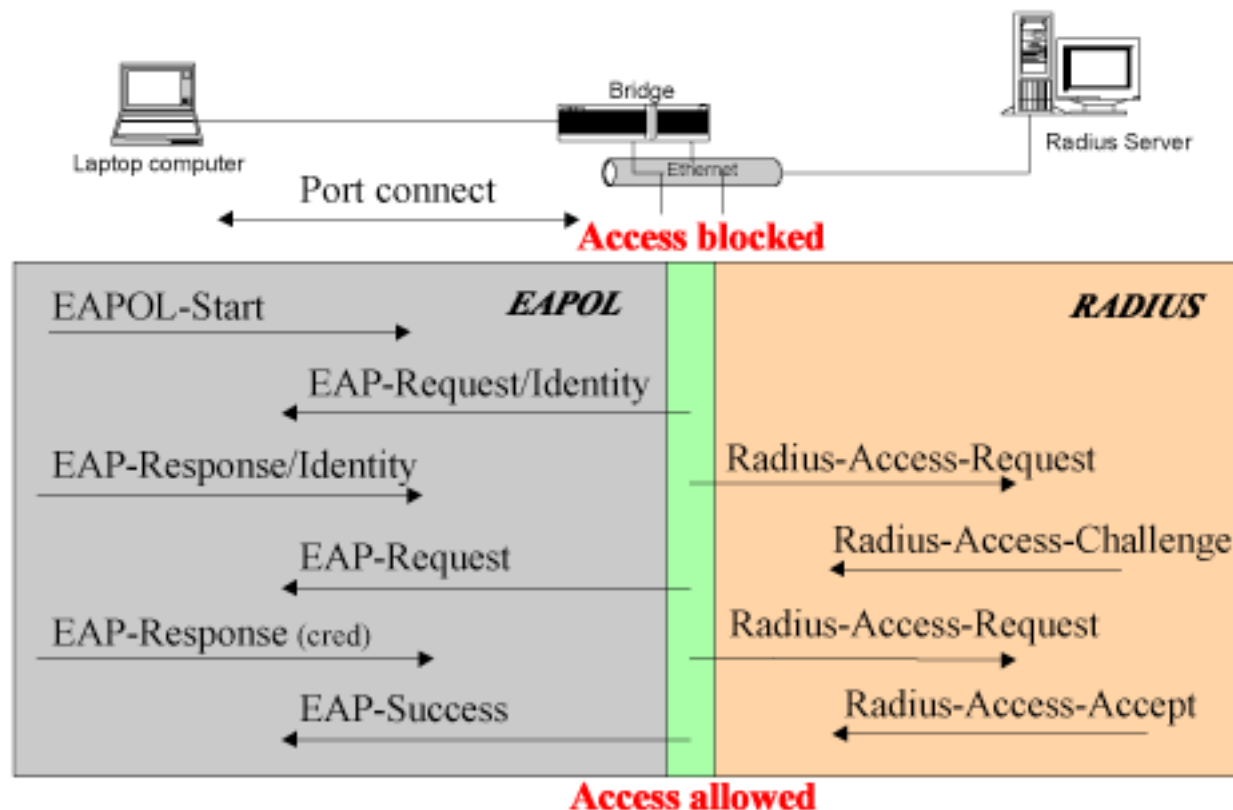 Bridge
Laptop computer
Radius Server
Ethernet
Port connect
Access blocked
EAPOL-Start
EAPOL
RADIUS
EAP-Request/Identity
EAP-Response/Identity
Radius-Access-Request
EAP-Request
Radius-Access-Challenge
EAP-Response (cred)
Radius-Access-Request
EAP-Success
Radius-Access-Accept
Access allowed